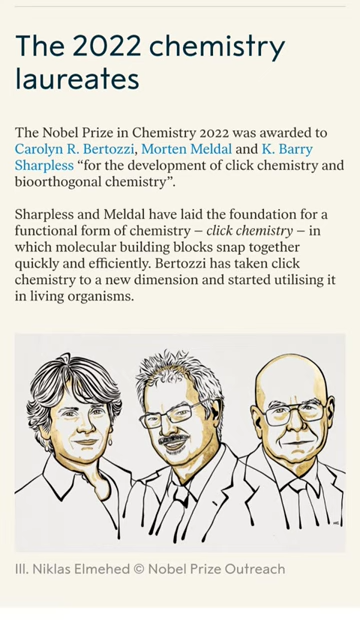 The 2022 chemistry
laureates
The Nobel Prize in Chemistry 2022 was awarded to
Carolyn R. Bertozzi, Morten Meldal and K. Barry
Sharpless “for the development of click chemistry and
bioorthogonal chemistry”.
Sharpless and Meldal have laid the foundation for a
functional form of chemistry – click chemistry – in
which molecular building blocks snap together
quickly and efficiently. Bertozzi has taken click
chemistry to a new dimension and started utilising it
in living organisms.
III. Niklas Elmehed © Nobel Prize Outreach